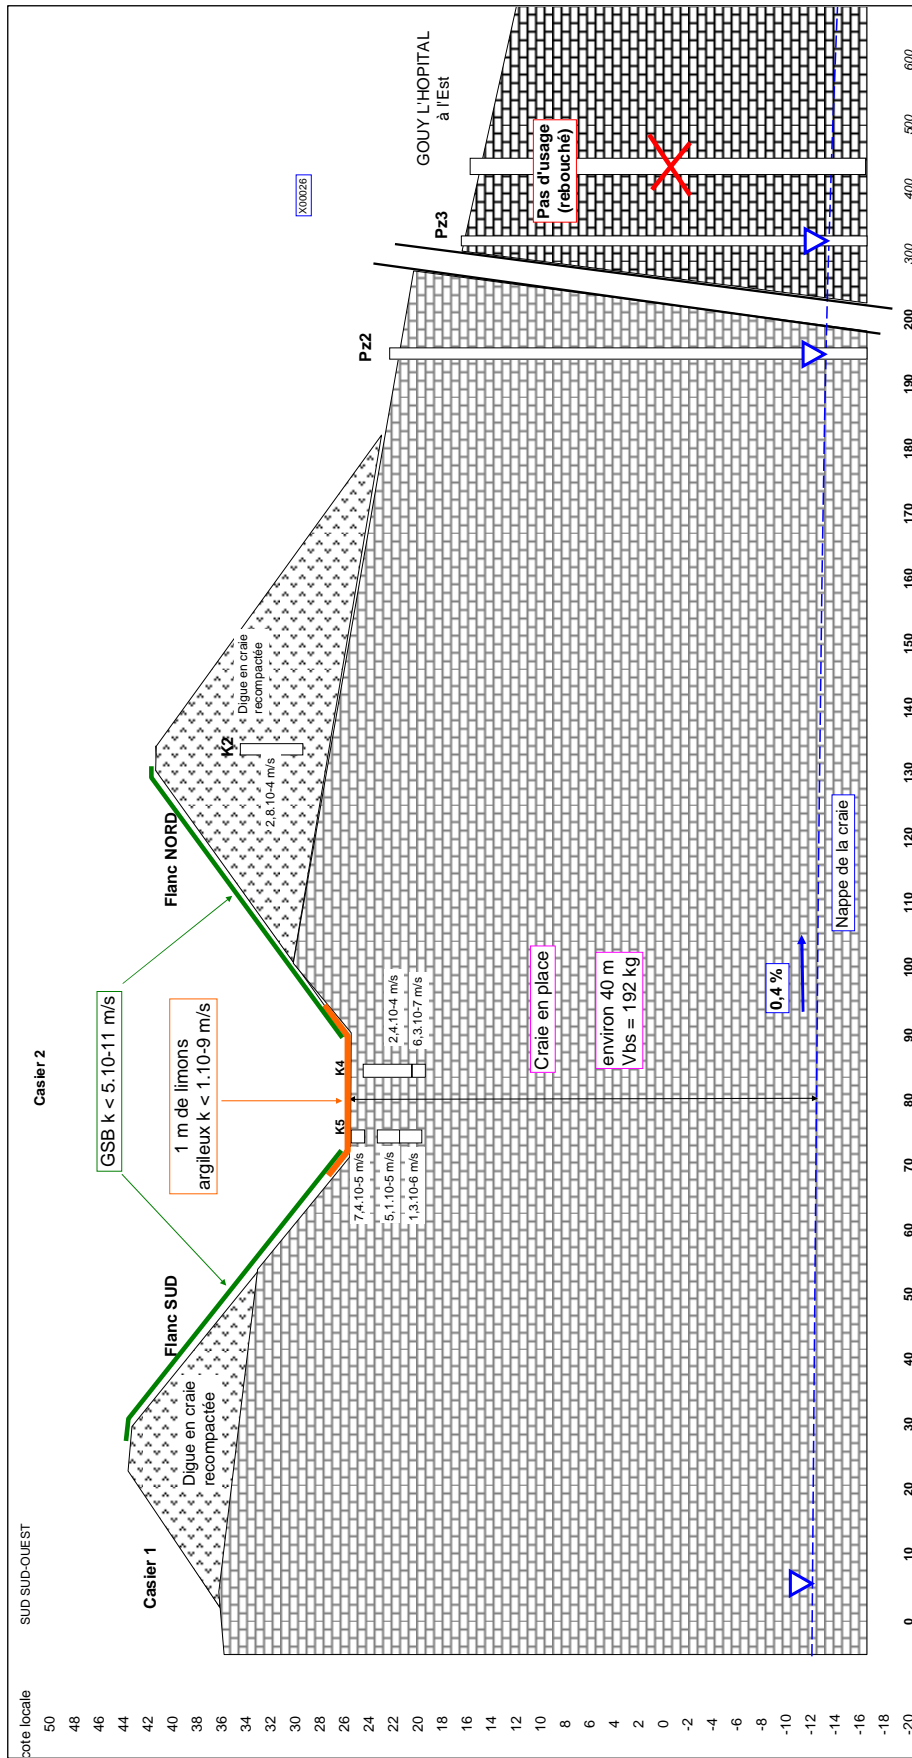 cote locale
SUD SUD-OUEST
Casier 2
GOUY L'HOPITAL
à l'Est
X00026
Casier 1
Flanc SUD
Flanc NORD
GSB k < 5.10-11 m/s
1 m de limons
argileux k < 1.10-9 m/s
Digue en craie
recompactée
Digue en craie
recompactée
K2
2,8.10-4 m/s
K5
K4
7,4.10-5 m/s
5,1.10-5 m/s
1,3.10-6 m/s
2,4.10-4 m/s
6,3.10-7 m/s
Pz2
Pz3
Pas d'usage
(rebouché)
Craie en place
environ 40 m
Vbs = 192 kg
0,4 %
Nappe de la craie
50
48
46
44
42
40
38
36
34
32
30
28
26
24
22
20
18
16
14
12
10
8
6
4
2
0
-2
-4
-6
-8
-10
-12
-14
-16
-18
-20
0
10
20
30
40
50
60
70
80
90
100
110
120
130
140
150
160
170
180
190
200
300
400
500
600